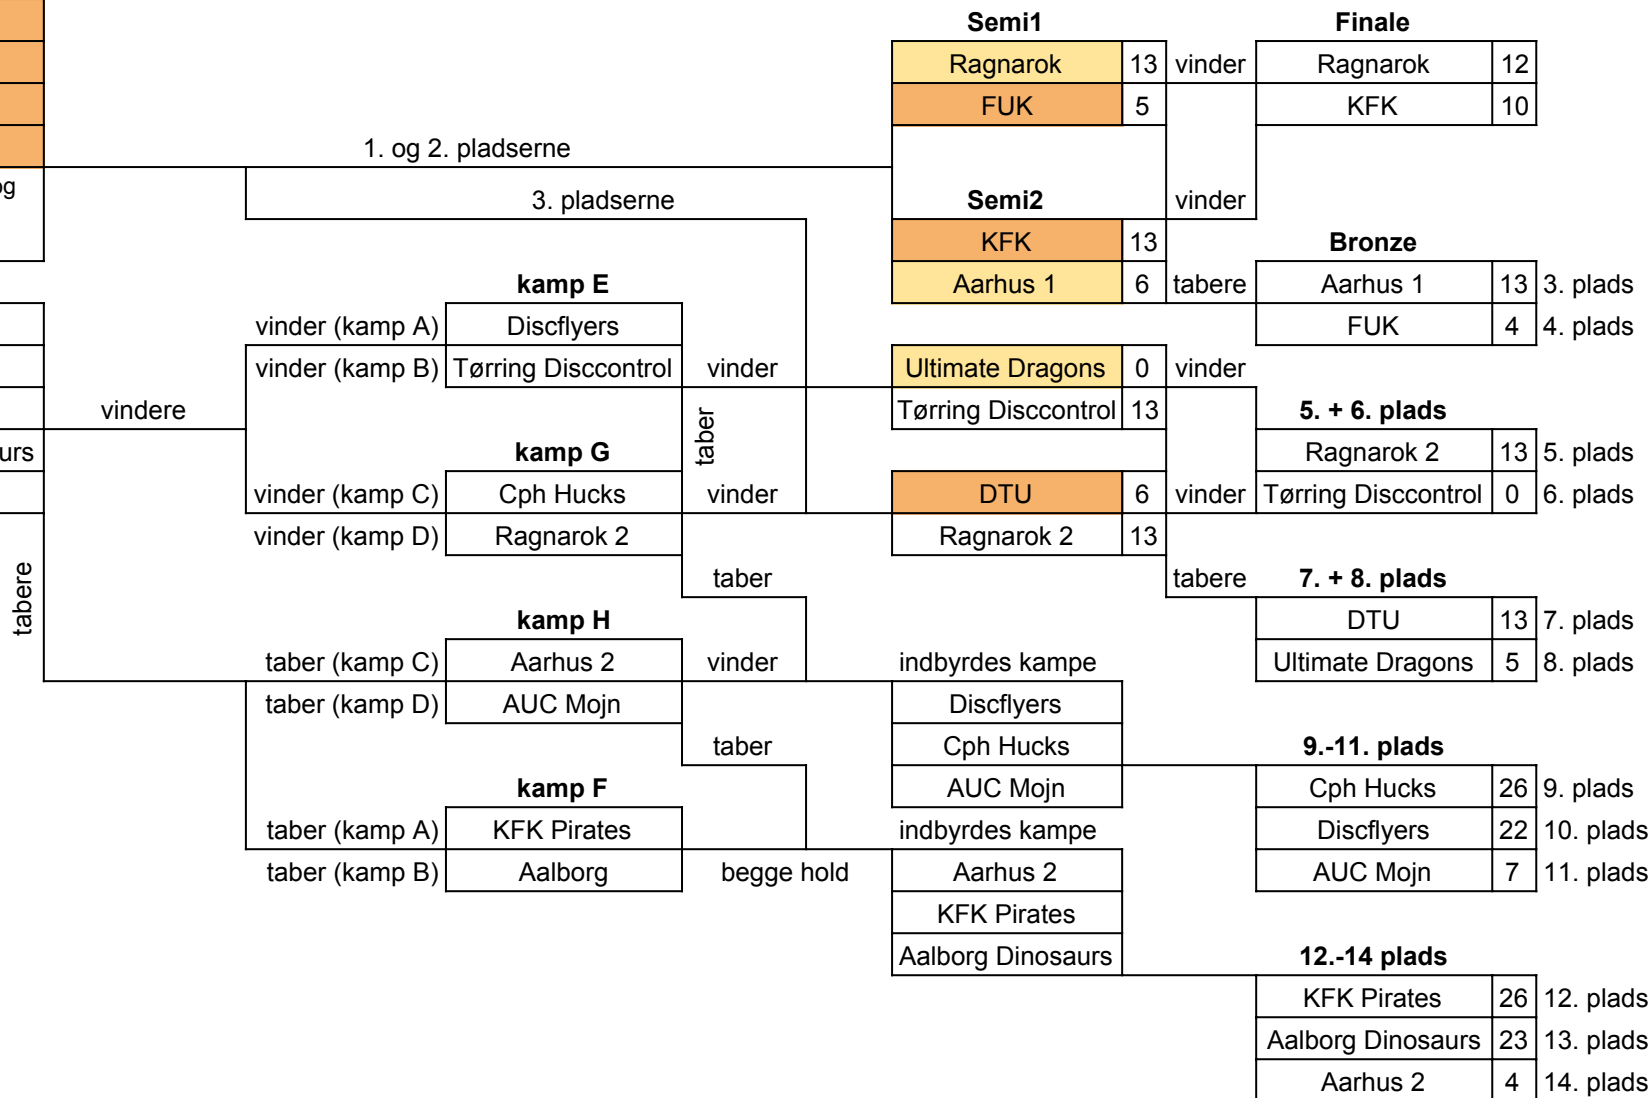 Semi1 Finale
Ragnarok 13 vinder Ragnarok 12
FUK 5 KFK 10
1. og 2. pladserne
og
3. pladserne Semi2 vinder
KFK 13 Bronze
kamp E Aarhus 1 6 tabere Aarhus 1 13 3. plads
vinder (kamp A) Discflyers FUK 4 4. plads
vinder (kamp B) Tørring Disccontrol vinder Ultimate Dragons 0 vinder
vindere taber Tørring Disccontrol 13 5. + 6. plads
urs kamp G Ragnarok 2 13 5. plads
vinder (kamp C) Cph Hucks vinder DTU 6 vinder Tørring Disccontrol 0 6. plads
vinder (kamp D) Ragnarok 2 Ragnarok 2 13
tabere taber tabere 7. + 8. plads
kamp H DTU 13 7. plads
taber (kamp C) Aarhus 2 vinder indbyrdes kampe Ultimate Dragons 5 8. plads
taber (kamp D) AUC Mojn Discflyers
taber Cph Hucks 9.-11. plads
kamp F AUC Mojn Cph Hucks 26 9. plads
taber (kamp A) KFK Pirates indbyrdes kampe Discflyers 22 10. plads
taber (kamp B) Aalborg begge hold Aarhus 2 AUC Mojn 7 11. plads
KFK Pirates
Aalborg Dinosaurs 12.-14 plads
KFK Pirates 26 12. plads
Aalborg Dinosaurs 23 13. plads
Aarhus 2 4 14. plads